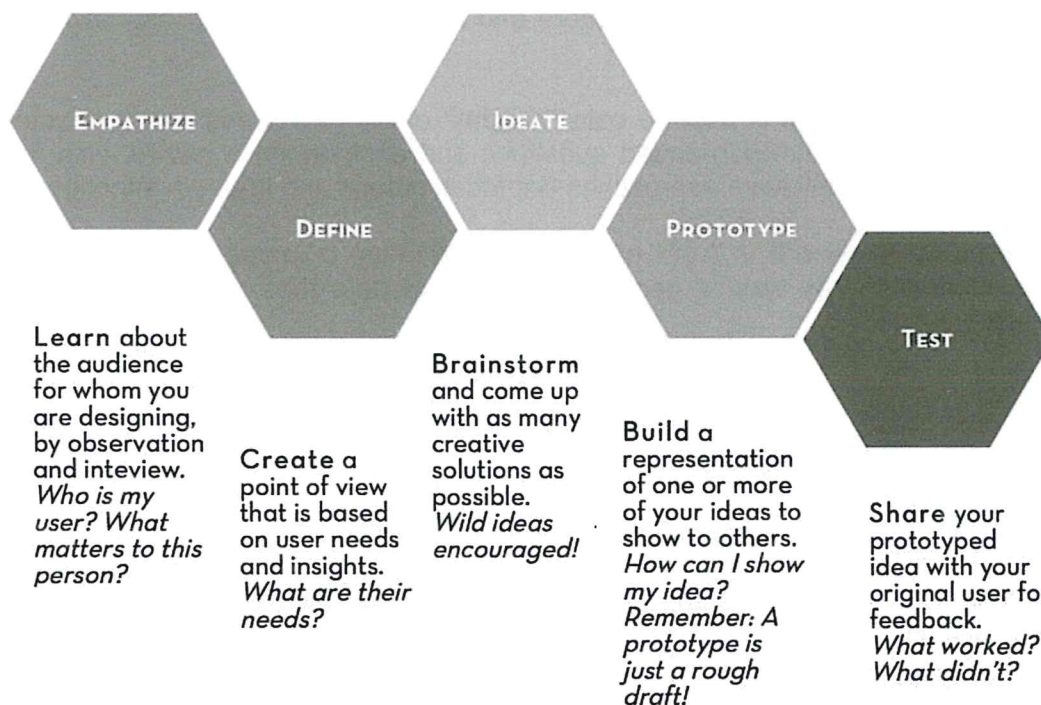 EMPATHIZE
DEFINE
IDEATE
PROTOTYPE
TEST
Learn about
the audience
for whom you
are designing,
by observation
and inteview.
Who is my
user? What
matters to this
person?
Create a
point of view
that is based
on user needs
and insights.
What are their
needs?
Brainstorm
and come up
with as many
creative
solutions as
possible.
Wild ideas
encouraged!
Build a
representation
of one or more
of your ideas to
show to others.
How can I show
my idea?
Remember: A
prototype is
just a rough
draft!
Share your
prototyped
idea with your
original user fo
feedback.
What worked?
What didn't?